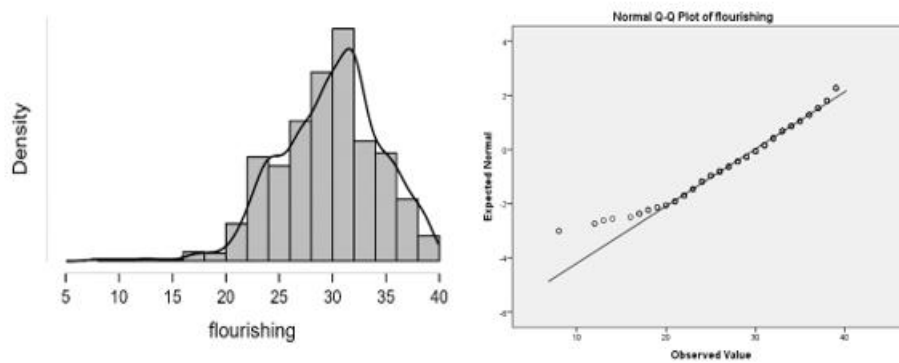 Density
5 10 15 20 25 30 35 40
flourishing
Normal Q-Q Plot of flourishing
Expected Normal
4
2
0
-2
-4
-6
10 20 30 40
Observed Value